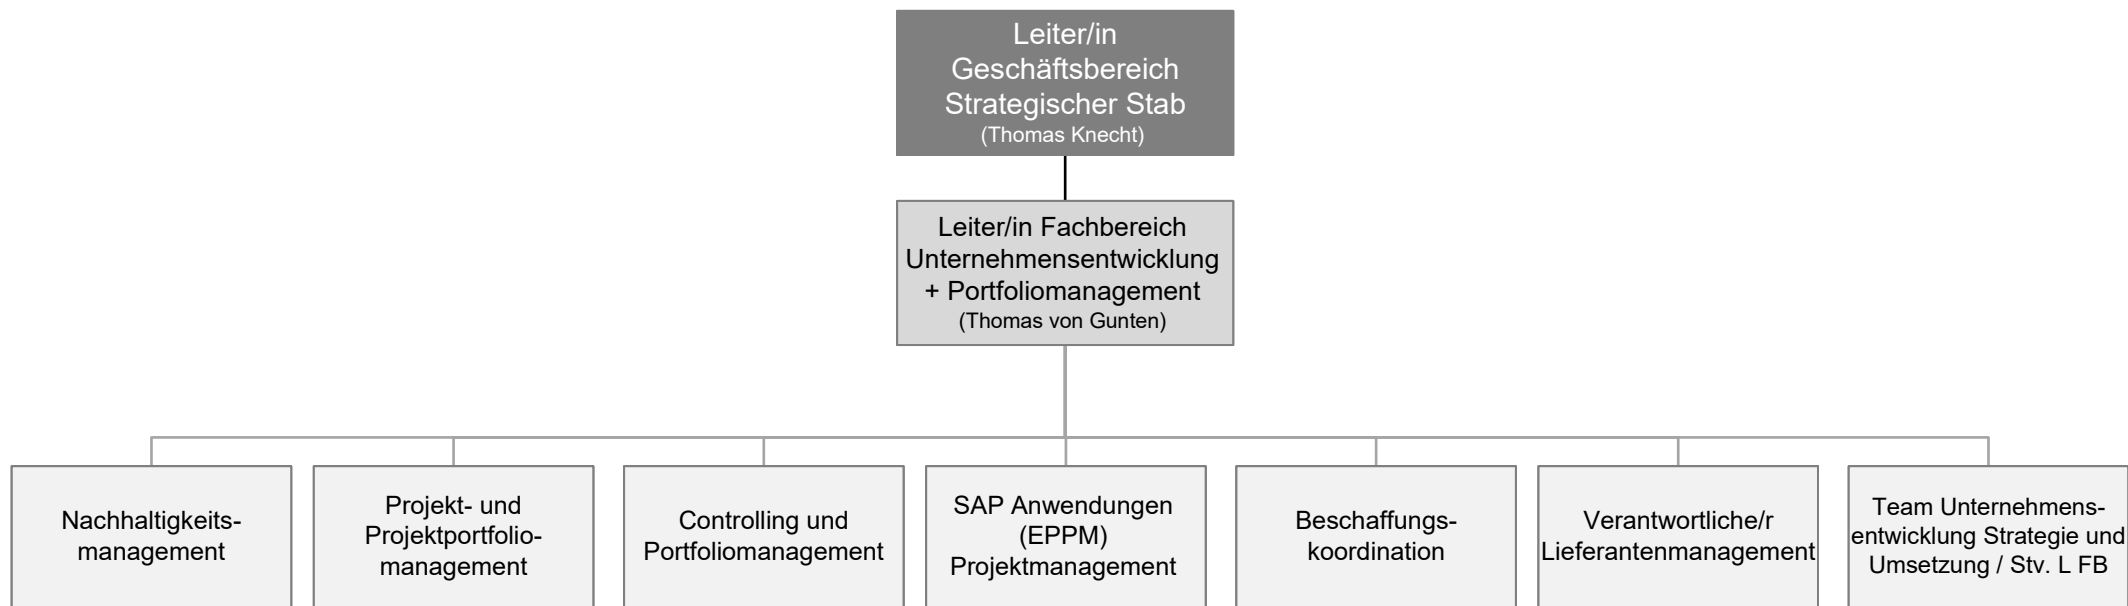 Leiter/in
Geschäftsbereich
Strategischer Stab
(Thomas Knecht)
Leiter/in Fachbereich
Unternehmensentwicklung
+ Portfoliomanagement
(Thomas von Gunten)
Nachhaltigkeits-
management
Projekt- und
Projektportfolio-
management
Controlling und
Portfoliomanagement
SAP Anwendungen
(EPPM)
Projektmanagement
Beschaffungs-
koordination
Verantwortliche/r
Lieferantenmanagement
Team Unternehmens-
entwicklung Strategie und
Umsetzung / Stv. L FB